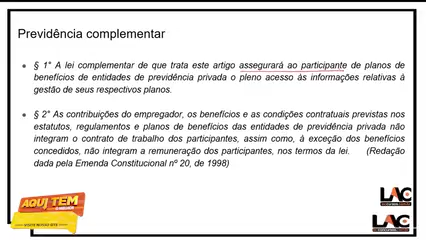 Previdência complementar
§ 1° A lei complementar de que trata este artigo assegurará ao participante de planos de
benefícios de entidades de previdência privada o pleno acesso às informações relativas à
gestão de seus respectivos planos.
§ 2° As contribuições do empregador, os benefícios e as condições contratuais previstas nos
estatutos, regulamentos e planos de benefícios das entidades de previdência privada não
integram o contrato de trabalho dos participantes, assim como, à exceção dos benefícios
concedidos, não integram a remuneração dos participantes, nos termos da lei. (Redação
dada pela Emenda Constitucional nº 20, de 1998)
AQUI TEM
LAC
LAC